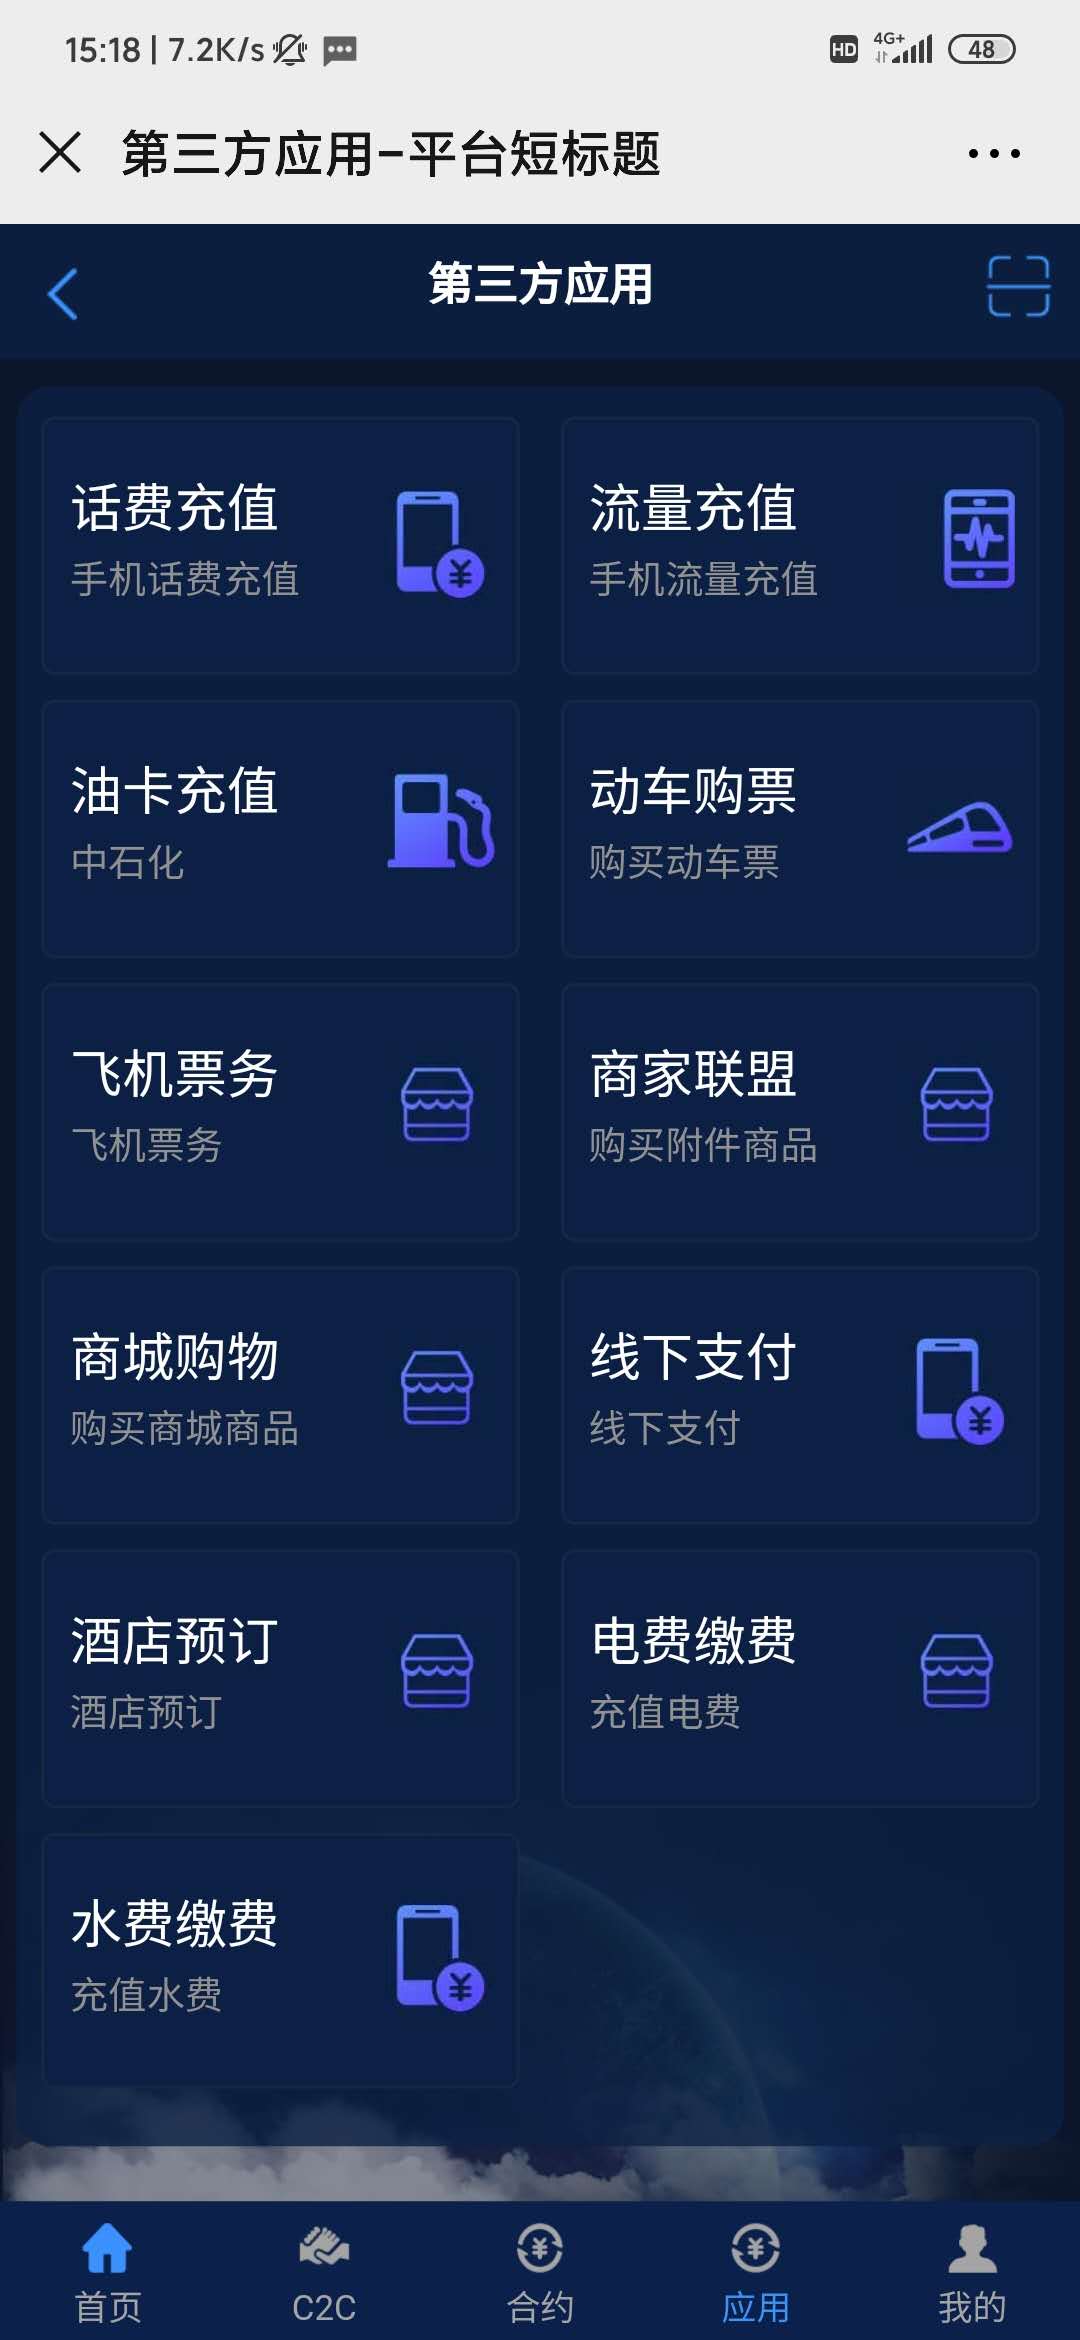 15:18 | 7.2K/s
HD 4G+ 48
第三方应用-平台短标题
第三方应用
话费充值
手机话费充值
流量充值
手机流量充值
油卡充值
中石化
动车购票
购买动车票
飞机票务
飞机票务
商家联盟
购买附件商品
商城购物
购买商城商品
线下支付
线下支付
酒店预订
酒店预订
电费缴费
充值电费
水费缴费
充值水费
首页
C2C
合约
应用
我的